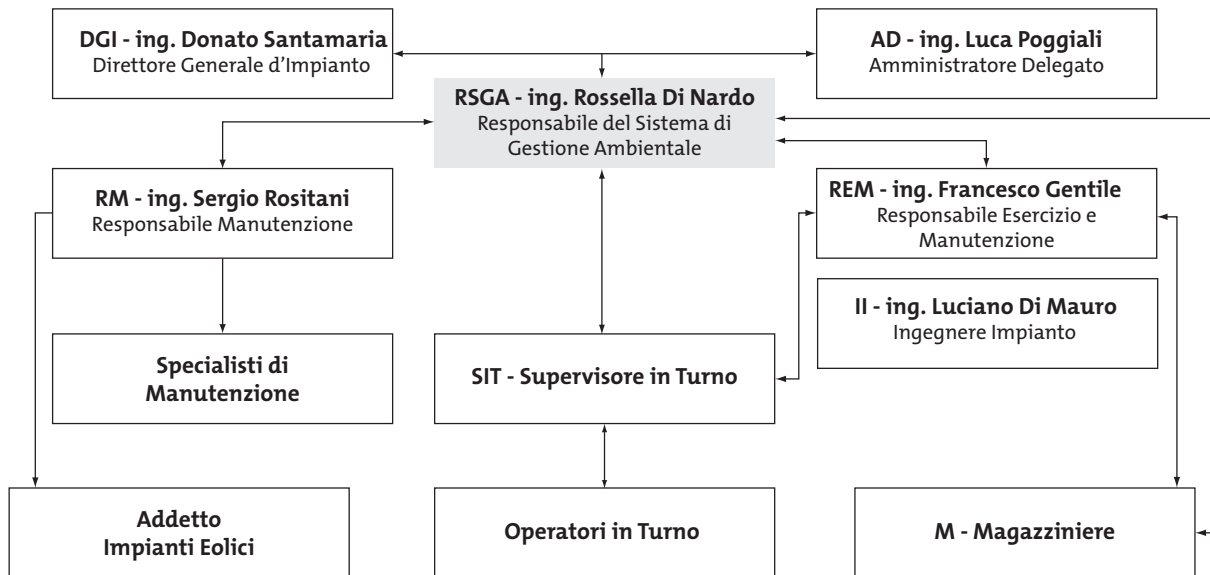 DGI - ing. Donato Santamaria
Direttore Generale d'Impianto
AD - ing. Luca Poggiali
Amministratore Delegato
RSGA - ing. Rossella Di Nardo
Responsabile del Sistema di
Gestione Ambientale
RM - ing. Sergio Rositani
Responsabile Manutenzione
REM - ing. Francesco Gentile
Responsabile Esercizio e
Manutenzione
II - ing. Luciano Di Mauro
Ingegnere Impianto
Specialisti di
Manutenzione
SIT - Supervisore in Turno
Addetto
Impianti Eolici
Operatori in Turno
M - Magazziniere